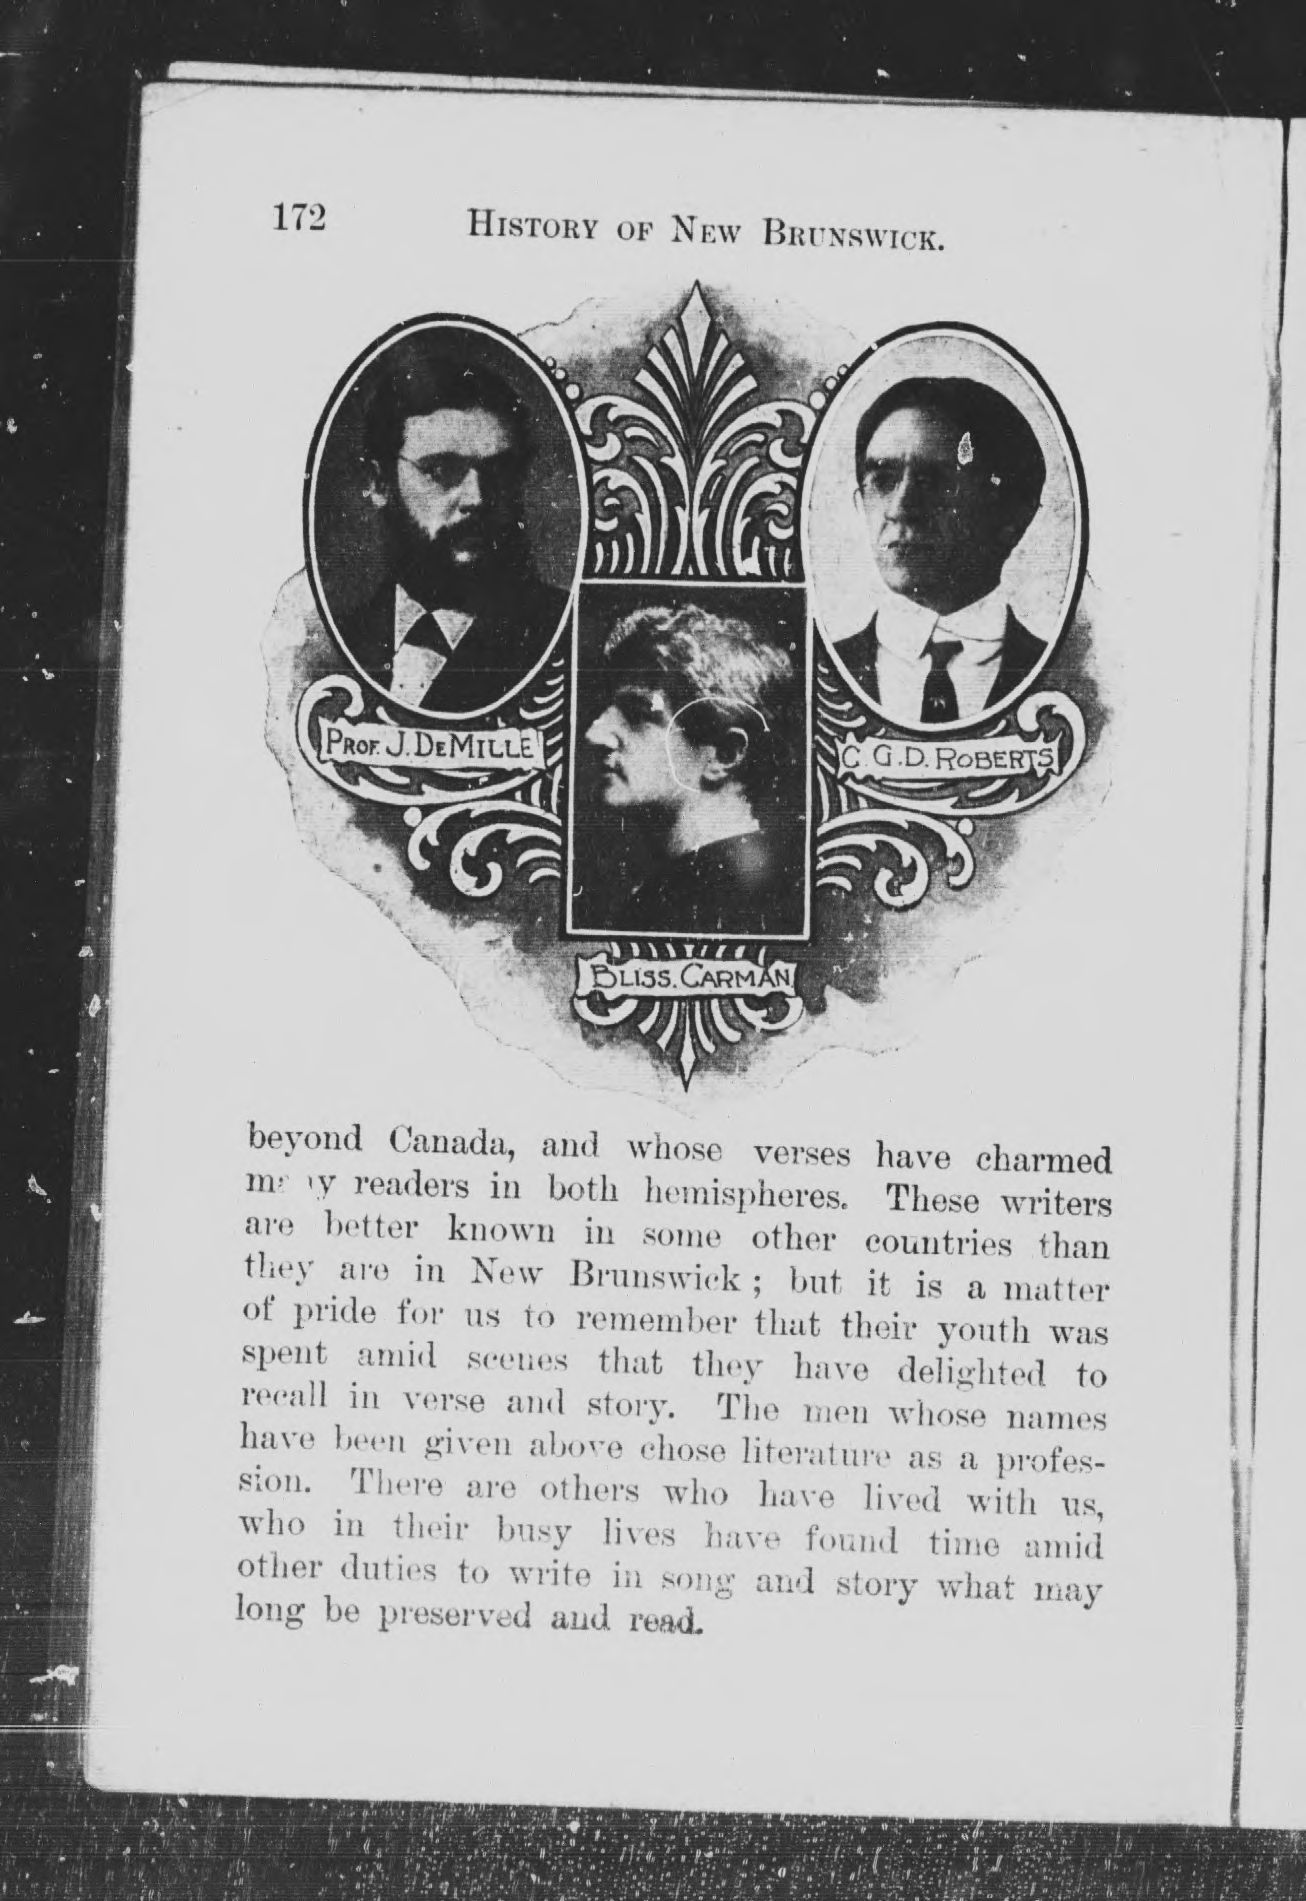 172 HISTORY OF NEW BRUNSWICK.
PROF. J. DEMILLE
C. G. D. ROBERTS
BLISS. CARMAN.
beyond Canada, and whose verses have charmed
readers in both hemispheres. These writers
are better known in some other countries than
they are in New Brunswick ; but it is a matter
of pride for us to remember that their youth was
spent amid scenes that they have delighted to
recall in verse and story. The men whose names
have been given above chose literature as a profes-
sion. There are others who have lived with us,
who in their busy lives have found time amid
other duties to write in song and story what may
long be preserved and read.